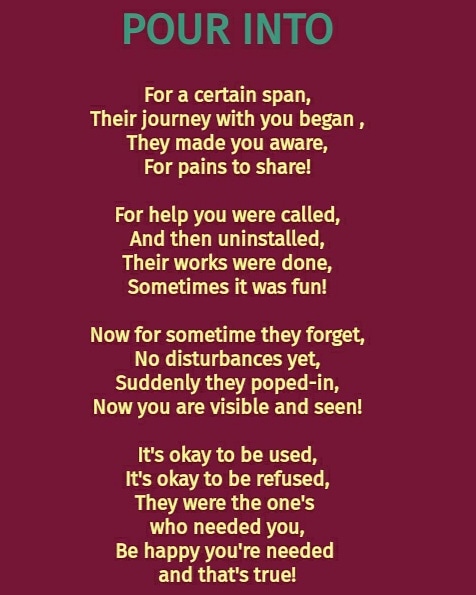 POUR INTO
For a certain span,
Their journey with you began ,
They made you aware,
For pains to share!
For help you were called,
And then uninstalled,
Their works were done,
Sometimes it was fun!
Now for sometime they forget,
No disturbances yet,
Suddenly they poped-in,
Now you are visible and seen!
It's okay to be used,
It's okay to be refused,
They were the one's
who needed you,
Be happy you're needed
and that's true!